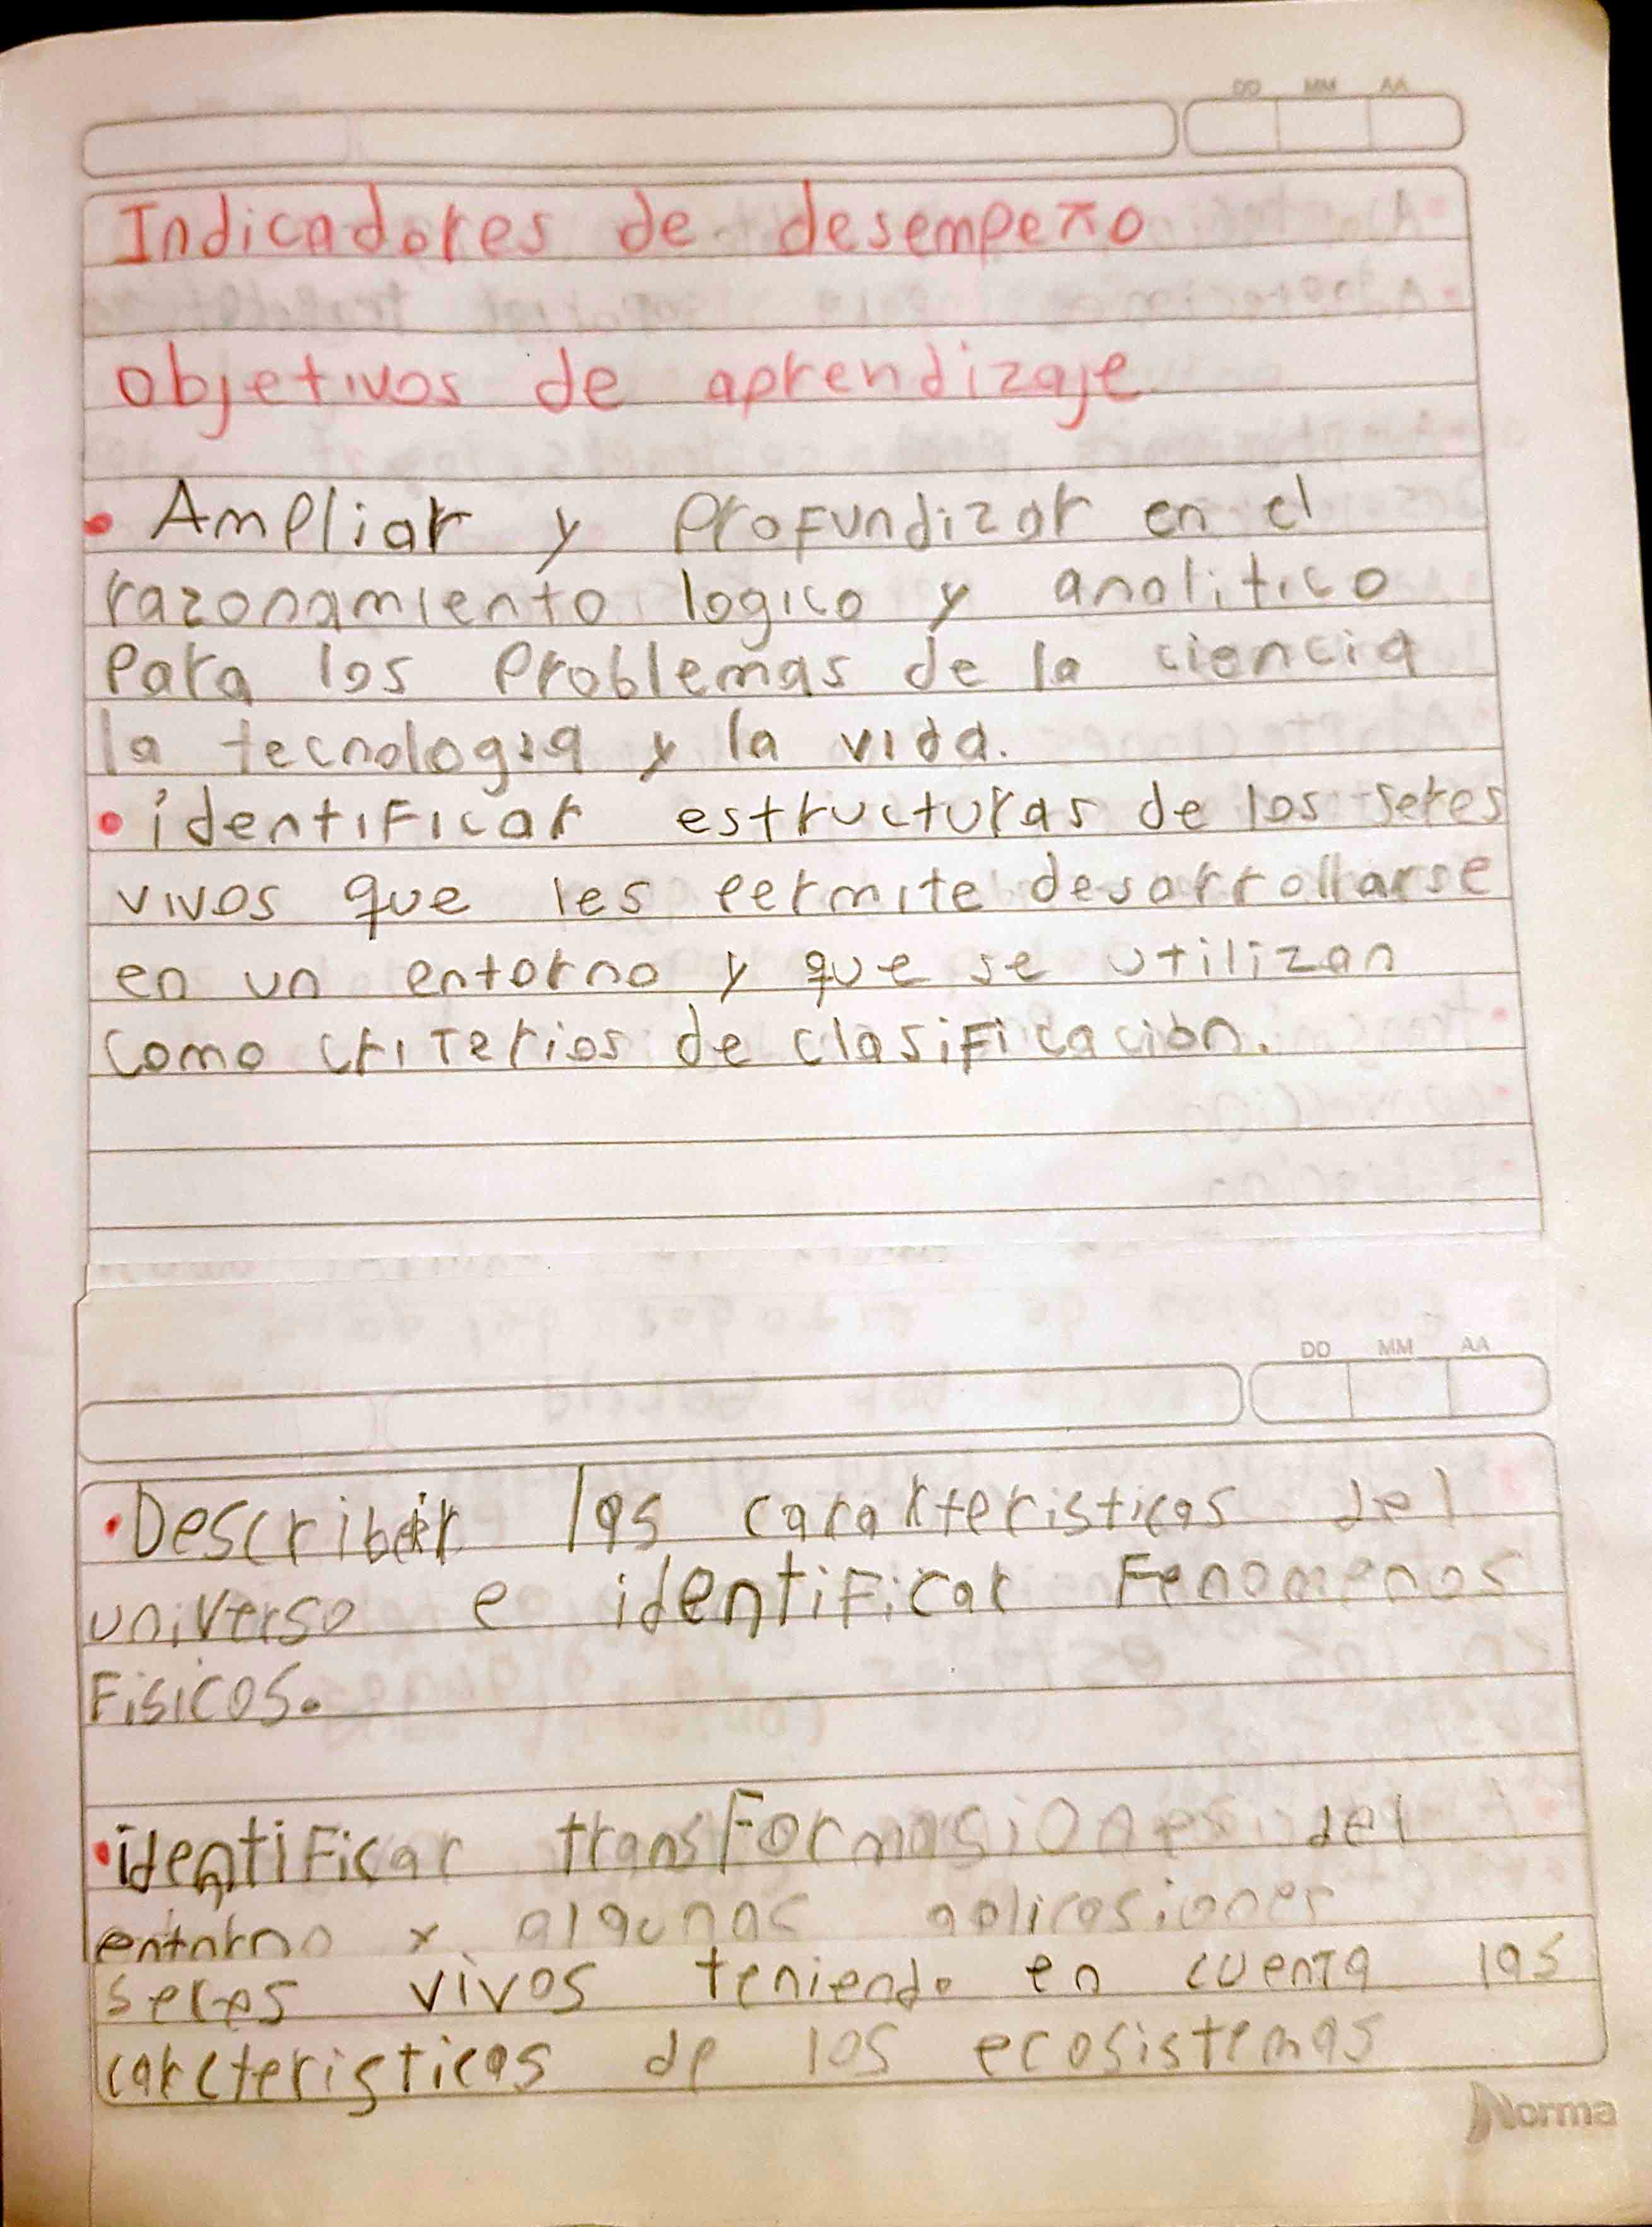 DD MM AA
Indicadores de desempeño
objetivos de aprendizaje
• Ampliar y profundizar en el
razonamiento logico y analitico
para los problemas de la ciencia
la tecnologia y la vida.
• identificar estructuras de los seres
vivos que les permite desarrollarse
en un entorno y que se utilizan
como criterios de clasificación.
DD MM AA
• Describir las carakteristicas del
universo e identificar Fenomenos
Fisicos.
• identificar transformasiones del
entorno y algunas aplicasiones
seres vivos teniendo en cuenta las
carcteristicas de los ecosistemas
Norma